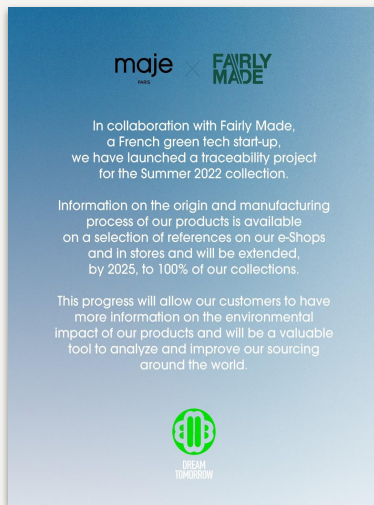 maje × FAIRLY
PARIS MADE
In collaboration with Fairly Made,
a French green tech start-up,
we have launched a traceability project
for the Summer 2022 collection.
Information on the origin and manufacturing
process of our products is available
on a selection of references on our e-Shops
and in stores and will be extended,
by 2025, to 100% of our collections.
This progress will allow our customers to have
more information on the environmental
impact of our products and will be a valuable
tool to analyze and improve our sourcing
around the world.
DREAM
TOMORROW